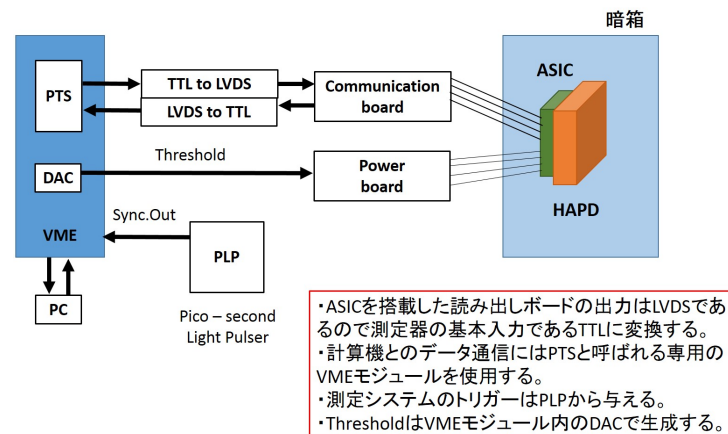 暗箱
PTS
TTL to LVDS
LVDS to TTL
Communication
board
ASIC
Threshold
DAC
Power
board
HAPD
Sync.Out
VME
PLP
PC
Pico – second
Light Pulser
・ASICを搭載した読み出しボードの出力はLVDSであ
るので測定器の基本入力であるTTLに変換する。
・計算機とのデータ通信にはPTSと呼ばれる専用の
VMEモジュールを使用する。
・測定システムのトリガーはPLPから与える。
・ThresholdはVMEモジュール内のDACで生成する。